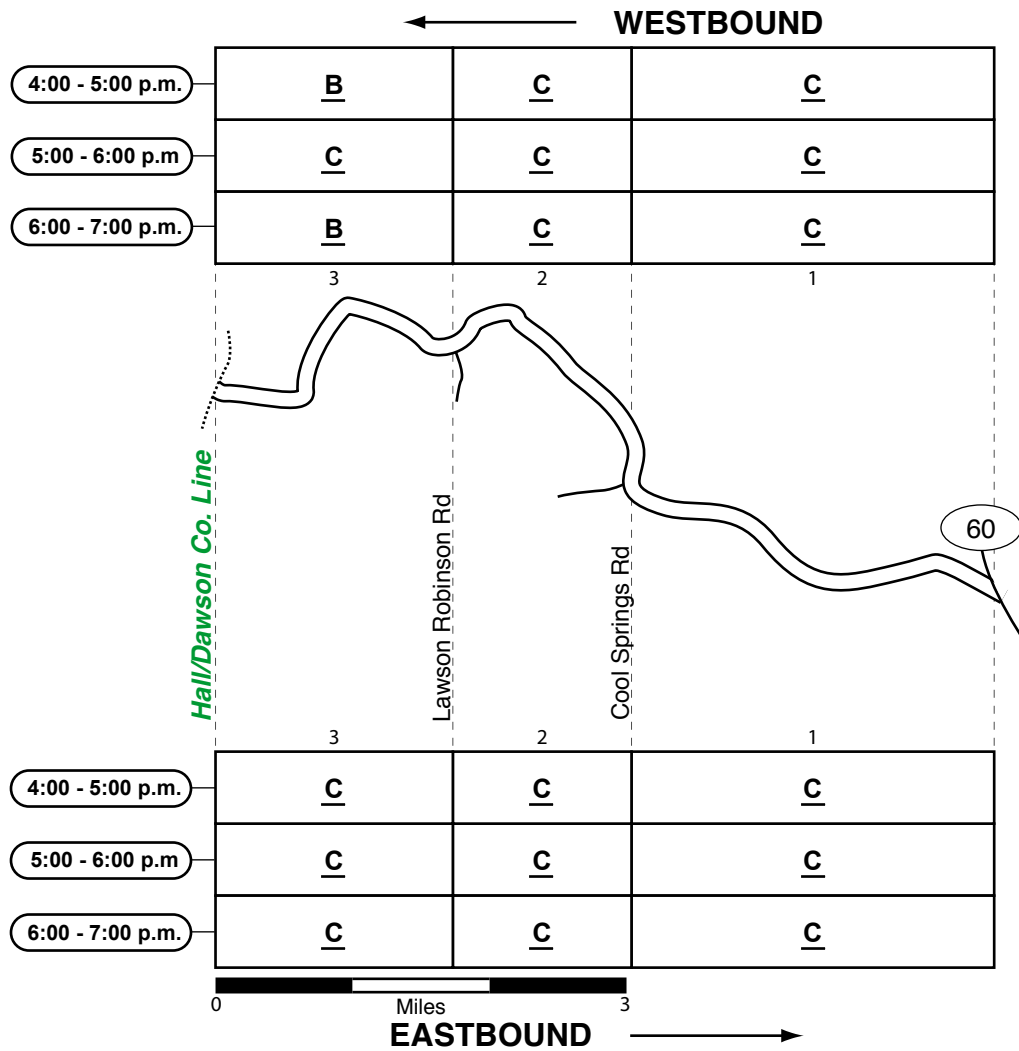 WESTBOUND
4:00 - 5:00 p.m. B C C
5:00 - 6:00 p.m C C C
6:00 - 7:00 p.m. B C C
3 2 1
60
Hall/Dawson Co. Line
Lawson Robinson Rd
Cool Springs Rd
3 2 1
4:00 - 5:00 p.m. C C C
5:00 - 6:00 p.m C C C
6:00 - 7:00 p.m. C C C
0 Miles 3
EASTBOUND